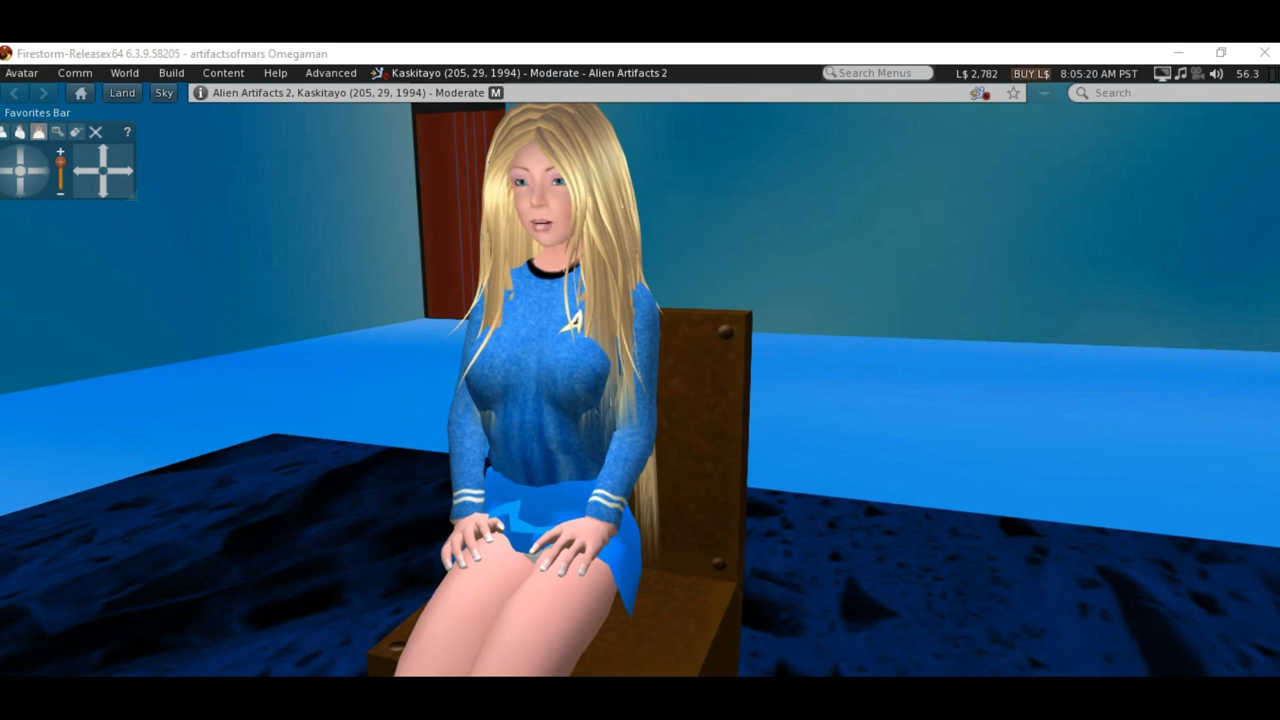 Firestorm-Releasex64 6.3.9.58205 - artifactsofmars Omegaman
Avatar Comm World Build Content Help Advanced Kaskitayo (205, 29, 1994) - Moderate - Alien Artifacts 2 Search Menus L$ 2,782 BUY L$ 8:05:20 AM PST 56.3
Land Sky Alien Artifacts 2, Kaskitayo (205, 29, 1994) - Moderate M Search
Favorites Bar
?